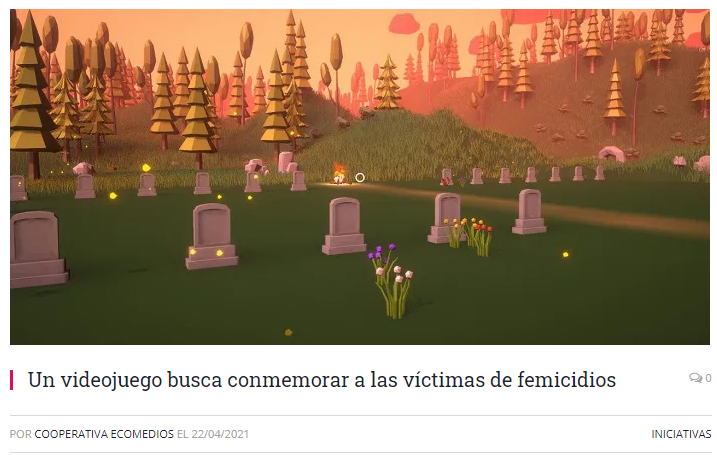 Un videojuego busca conmemorar a las víctimas de femicidios
0
POR COOPERATIVA ECOMEDIOS EL 22/04/2021
INICIATIVAS